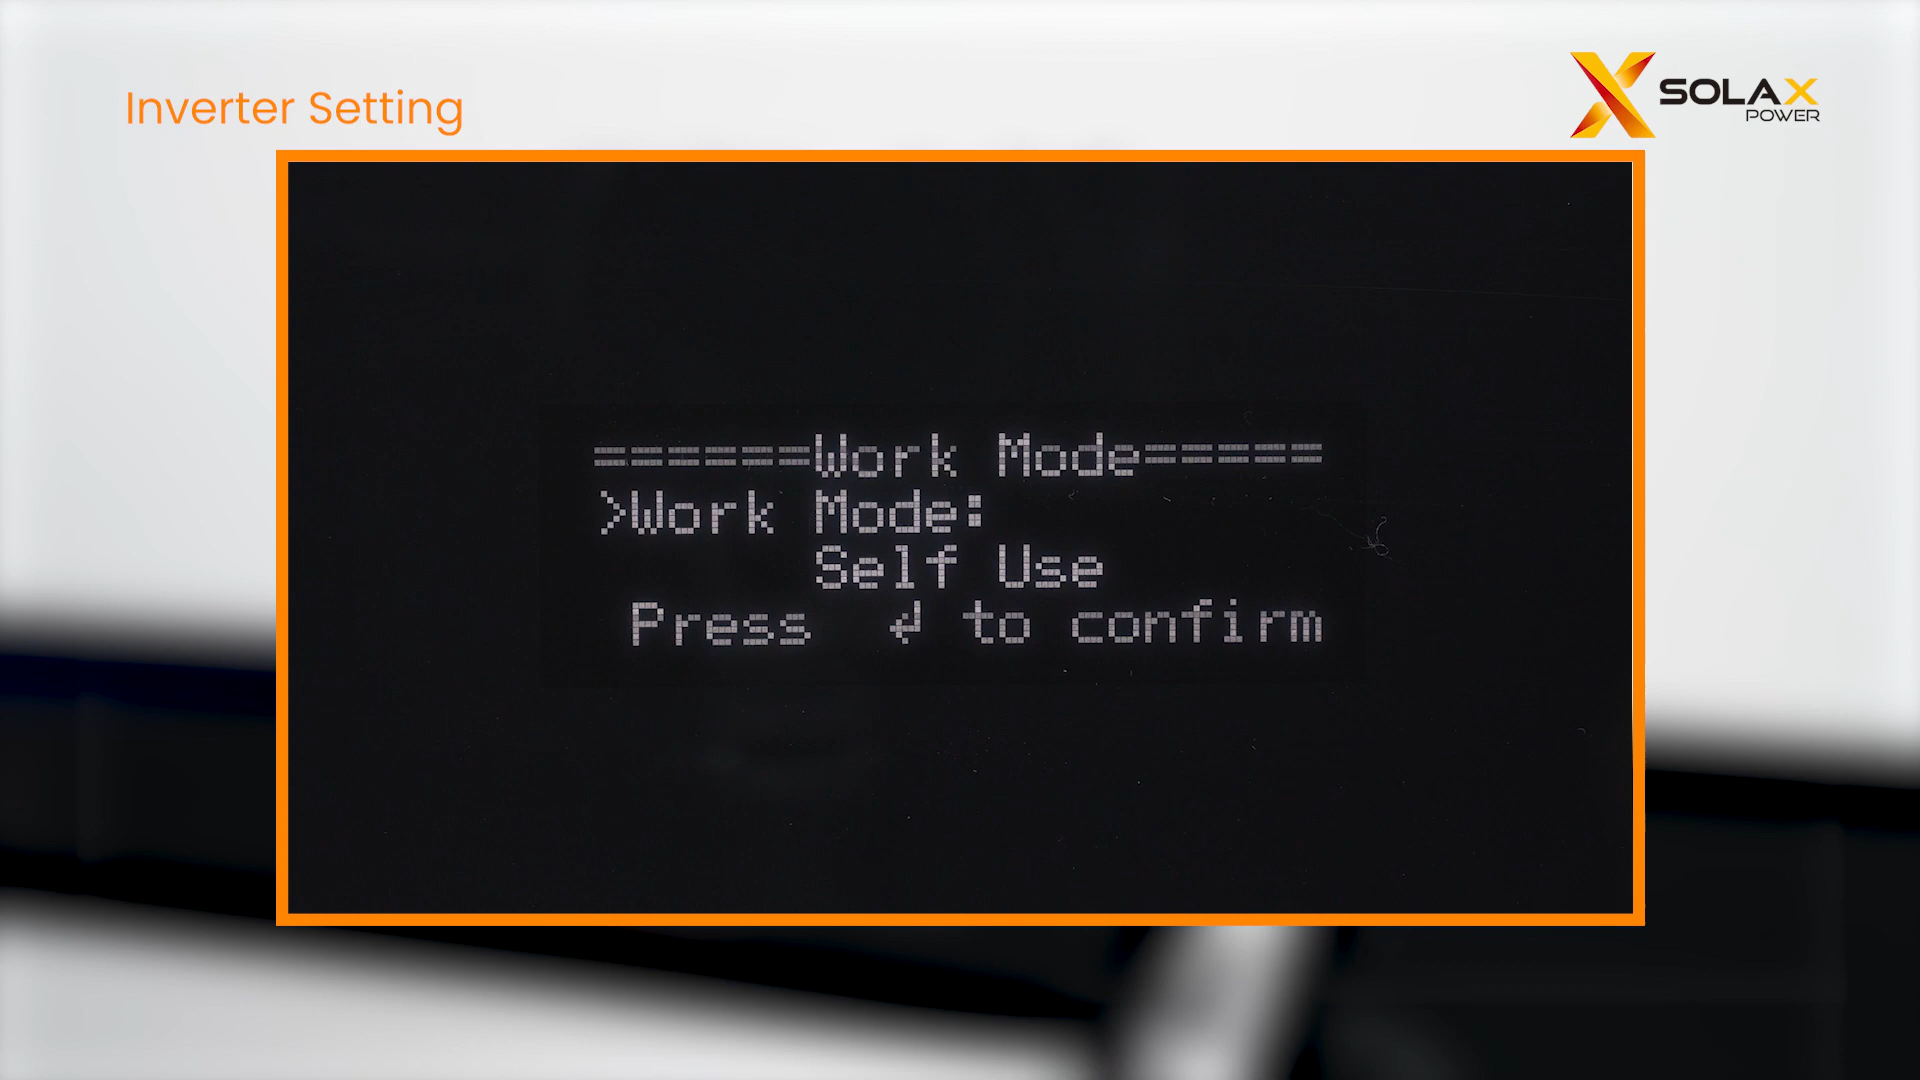 Inverter Setting
SOLAX
POWER
======Work Mode=====
>Work Mode:
Self Use
Press ↲ to confirm